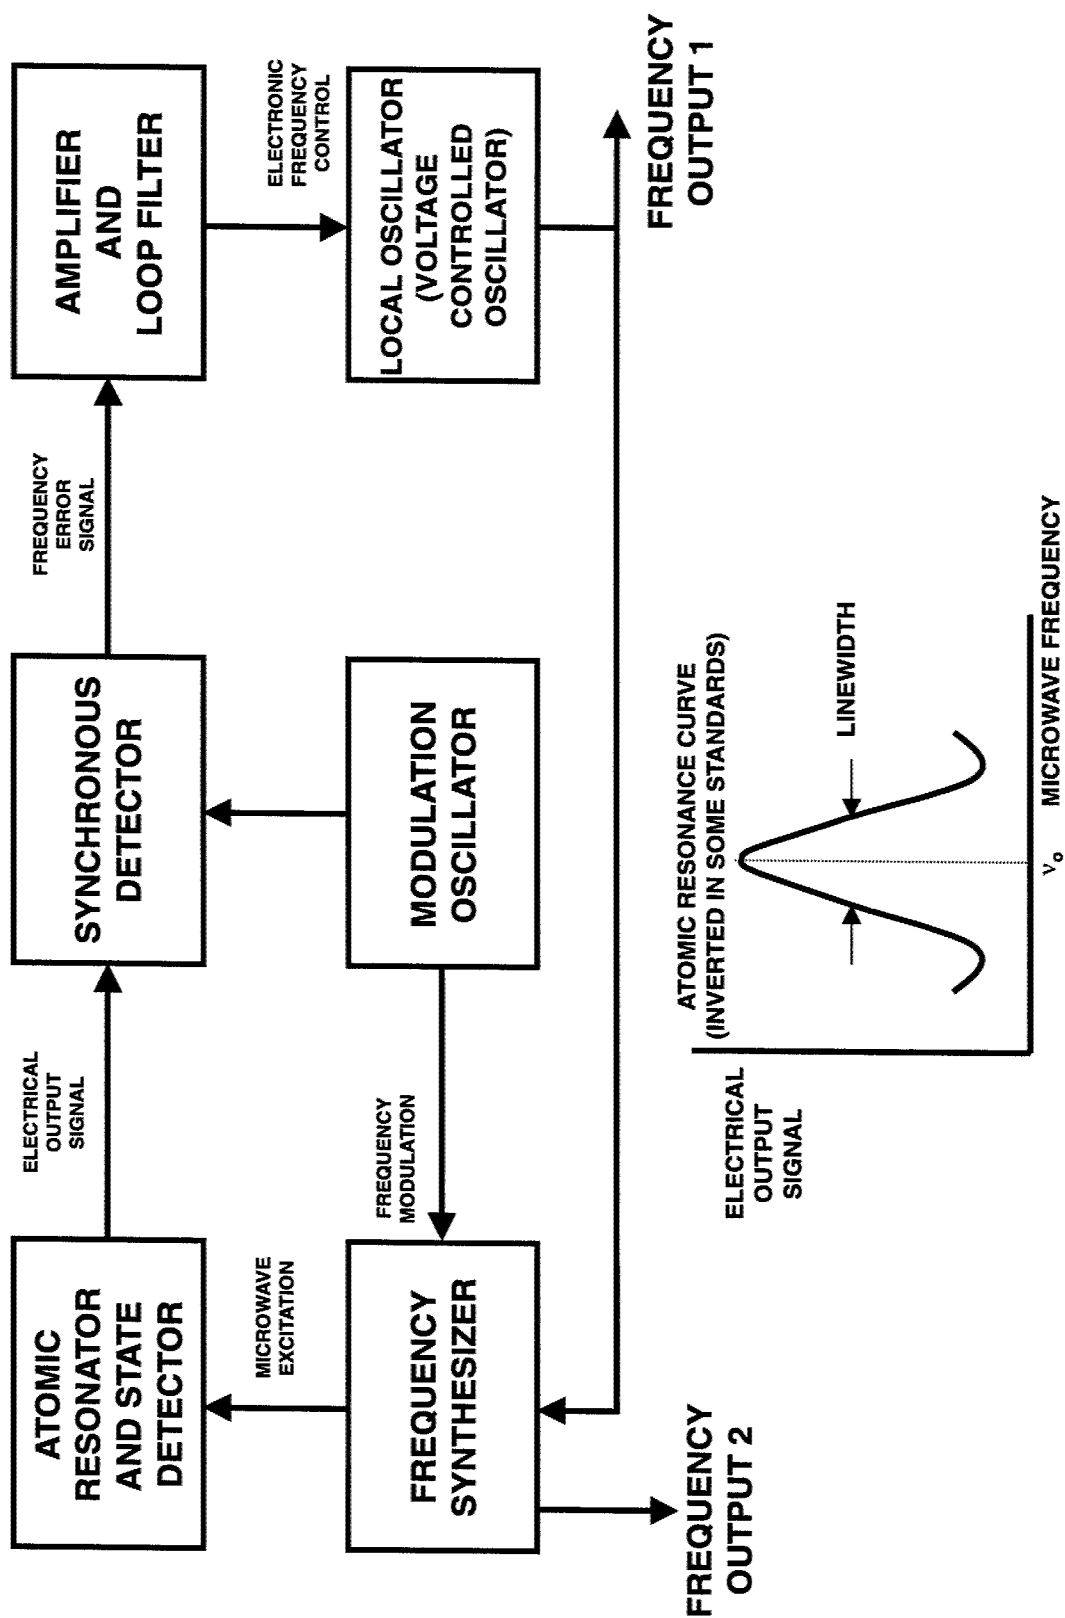 ATOMIC
RESONATOR
AND STATE
DETECTOR
ELECTRICAL
OUTPUT
SIGNAL
SYNCHRONOUS
DETECTOR
FREQUENCY
ERROR
SIGNAL
AMPLIFIER
AND
LOOP FILTER
MICROWAVE
EXCITATION
ELECTRONIC
FREQUENCY
CONTROL
FREQUENCY
SYNTHESIZER
FREQUENCY
MODULATION
MODULATION
OSCILLATOR
LOCAL OSCILLATOR
(VOLTAGE
CONTROLLED
OSCILLATOR)
FREQUENCY
OUTPUT 2
FREQUENCY
OUTPUT 1
ATOMIC RESONANCE CURVE
(INVERTED IN SOME STANDARDS)
ELECTRICAL
OUTPUT
SIGNAL
LINEWIDTH
νo
MICROWAVE FREQUENCY